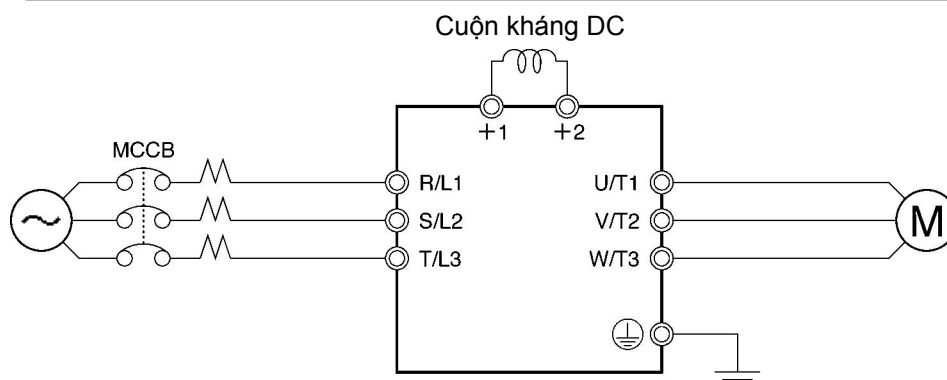 Cuộn kháng DC
+1 +2
MCCB
R/L1 U/T1
S/L2 V/T2 M
T/L3 W/T3